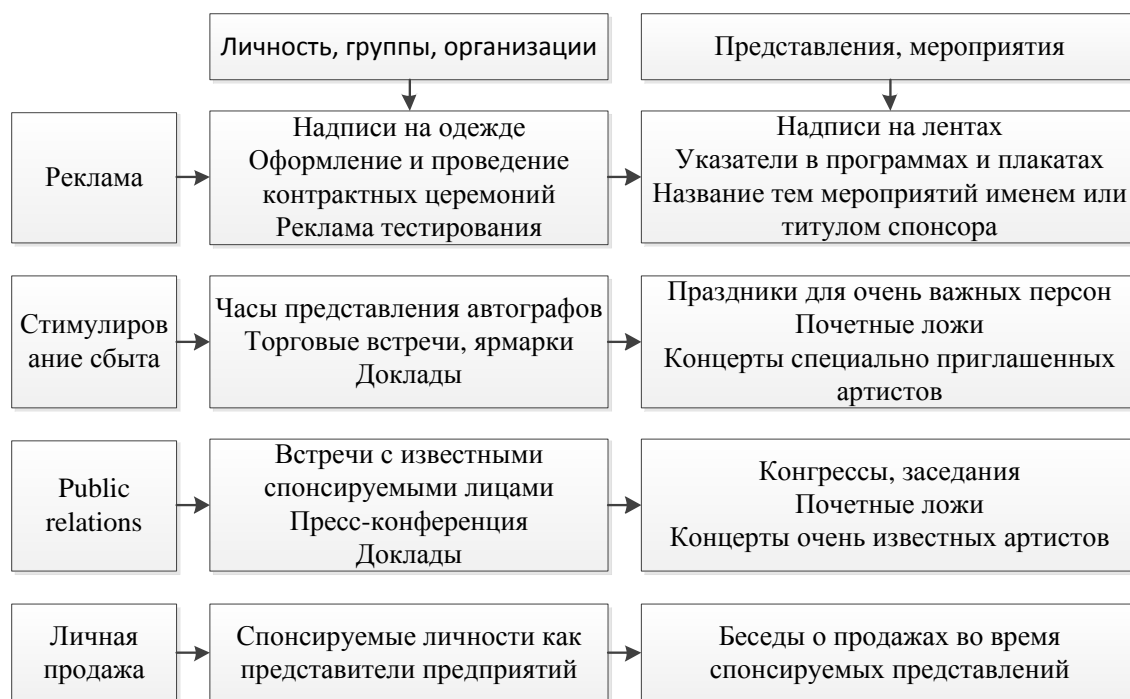 Личность, группы, организации
Представления, мероприятия
Реклама
Надписи на одежде
Оформление и проведение
контрактных церемоний
Реклама тестирования
Надписи на лентах
Указатели в программах и плакатах
Название тем мероприятий именем или
титулом спонсора
Стимулиров
ание сбыта
Часы представления автографов
Торговые встречи, ярмарки
Доклады
Праздники для очень важных персон
Почетные ложи
Концерты специально приглашенных
артистов
Public
relations
Встречи с известными
спонсируемыми лицами
Пресс-конференция
Доклады
Конгрессы, заседания
Почетные ложи
Концерты очень известных артистов
Личная
продажа
Спонсируемые личности как
представители предприятий
Беседы о продажах во время
спонсируемых представлений